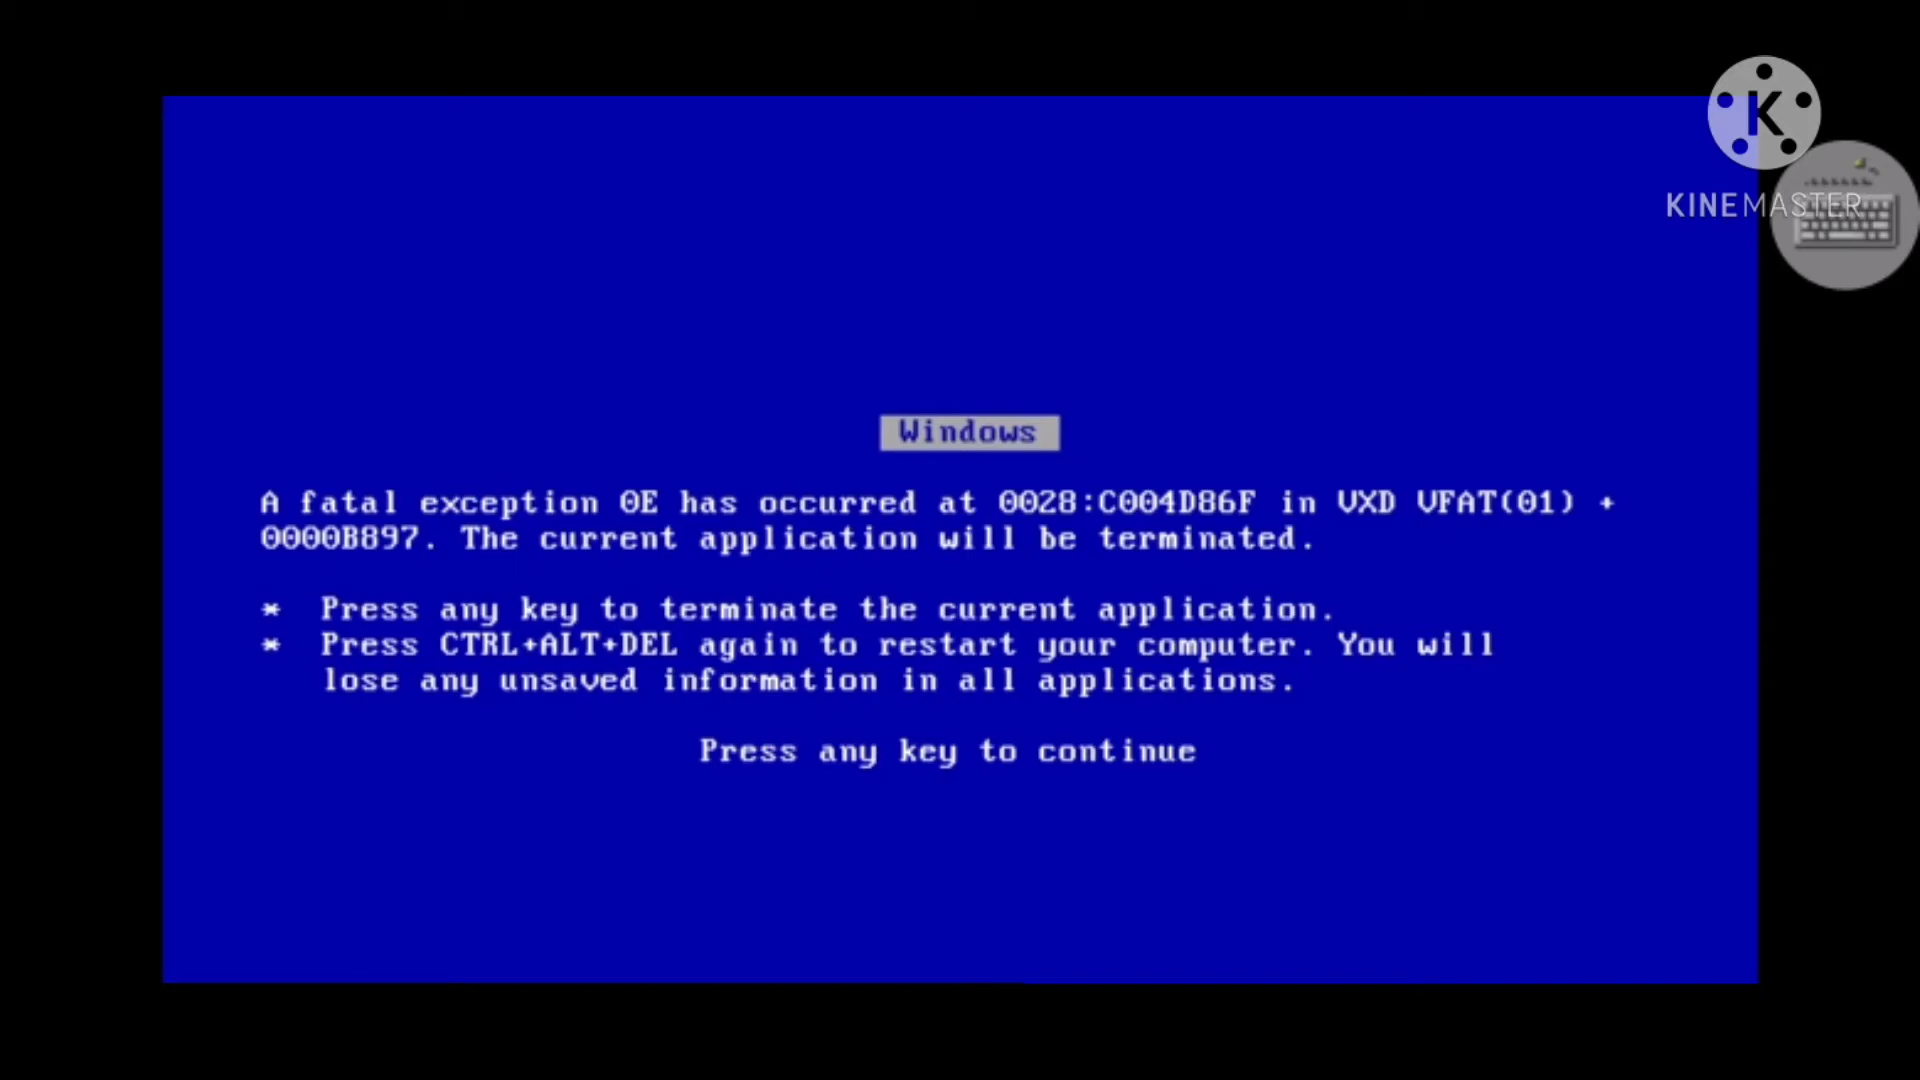 K
KINEMASTER
Windows
A fatal exception 0E has occurred at 0028:C004D86F in VXD VFAT(01) +
0000B897. The current application will be terminated.
* Press any key to terminate the current application.
* Press CTRL+ALT+DEL again to restart your computer. You will
lose any unsaved information in all applications.
Press any key to continue